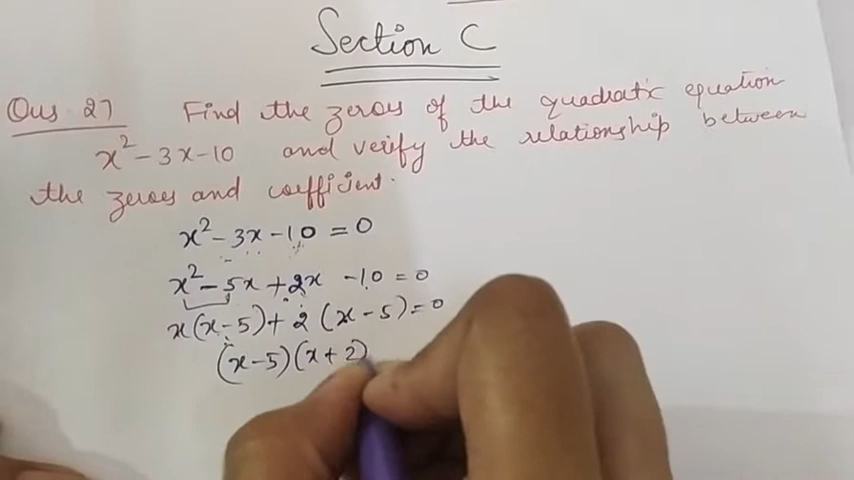 Section C
Qus 27 Find the zeroes of the quadratic equation
x² - 3x - 10 and verify the relationship between
the zeroes and coefficient.
x² - 3x - 10 = 0
x² - 5x + 2x - 10 = 0
x(x - 5) + 2(x - 5) = 0
(x - 5)(x + 2)